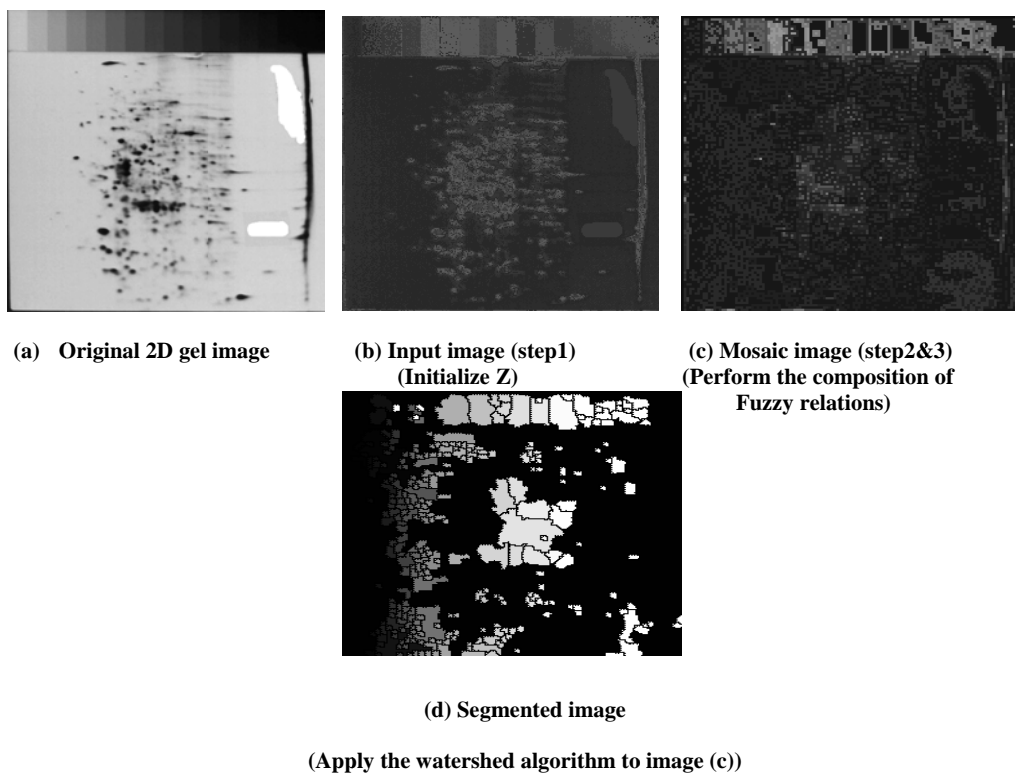 (a) Original 2D gel image
(b) Input image (step1)
(Initialize Z)
(c) Mosaic image (step2&3)
(Perform the composition of
Fuzzy relations)
(d) Segmented image
(Apply the watershed algorithm to image (c))